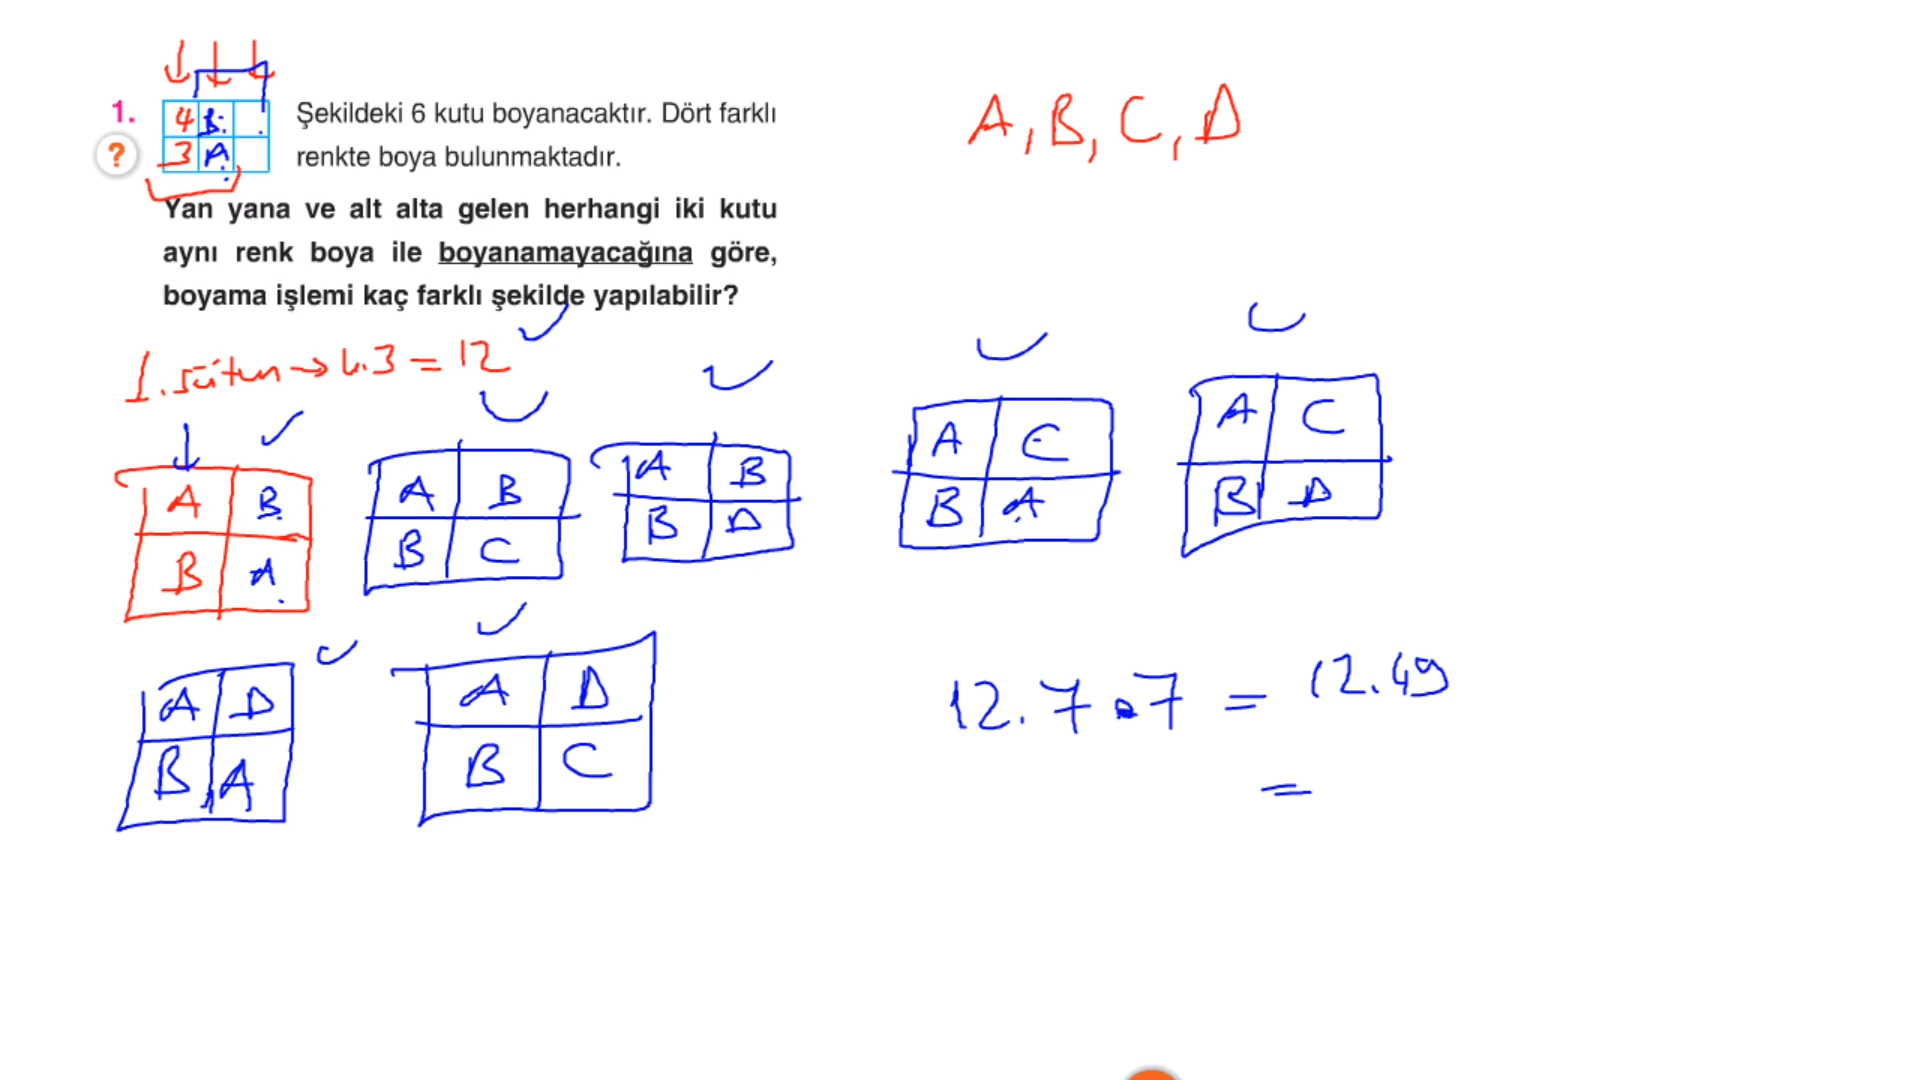 1.
?
4 B
3 A
Şekildeki 6 kutu boyanacaktır. Dört farklı
renkte boya bulunmaktadır.
Yan yana ve alt alta gelen herhangi iki kutu
aynı renk boya ile boyanamayacağına göre,
boyama işlemi kaç farklı şekilde yapılabilir?
A, B, C, D
1. sütun → 4.3 = 12
A B
B A
A B
B C
A B
B D
A C
B A
A C
B D
A D
B A
A D
B C
12.7.7 = 12.49
=